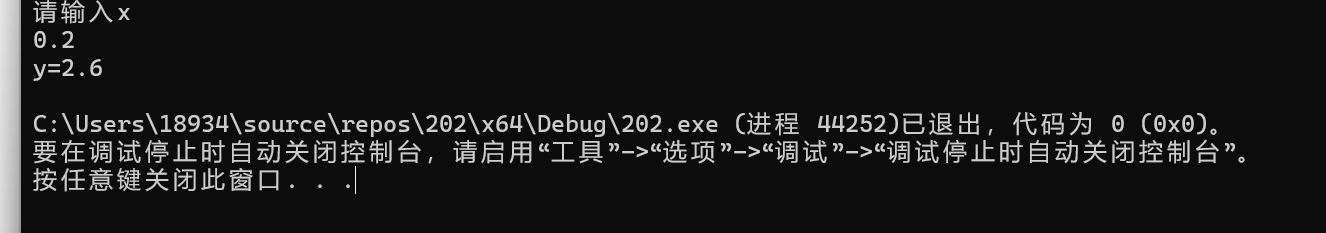 请输入x
0.2
y=2.6
C:\Users\18934\source\repos\202\x64\Debug\202.exe (进程 44252)已退出，代码为 0 (0x0)。
要在调试停止时自动关闭控制台，请启用“工具”->“选项”->“调试”->“调试停止时自动关闭控制台”。
按任意键关闭此窗口. . .